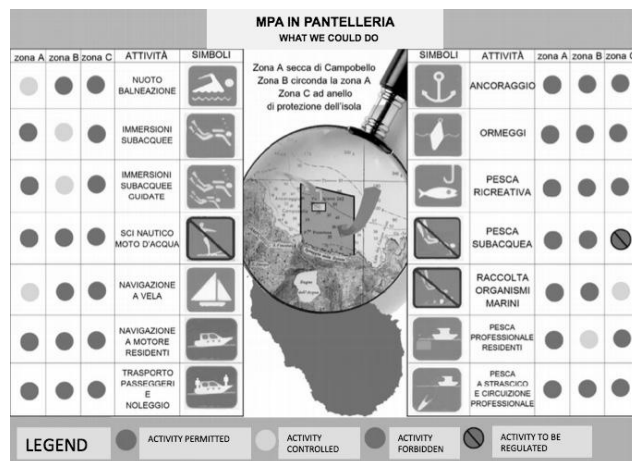 MPA IN PANTELLERIA
WHAT WE COULD DO
zona A zona B zona C ATTIVITÀ SIMBOLI
NUOTO
BALNEAZIONE
IMMERSIONI
SUBACQUEE
IMMERSIONI
SUBACQUEE
GUIDATE
SCI NAUTICO
MOTO D'ACQUA
NAVIGAZIONE
A VELA
NAVIGAZIONE
A MOTORE
RESIDENTI
TRASPORTO
PASSEGGERI
E
NOLEGGIO
Zona A secca di Campobello
Zona B circonda la zona A
Zona C ad anello
di protezione dell'isola
SIMBOLI ATTIVITÀ zona A zona B zona C
ANCORAGGIO
ORMEGGI
PESCA
RICREATIVA
PESCA
SUBACQUEA
RACCOLTA
ORGANISMI
MARINI
PESCA
PROFESSIONALE
RESIDENTI
PESCA
A STRASCICO
E CIRCUIZIONE
PROFESSIONALE
LEGEND
ACTIVITY PERMITTED
ACTIVITY
CONTROLLED
ACTIVITY
FORBIDDEN
ACTIVITY TO BE
REGULATED